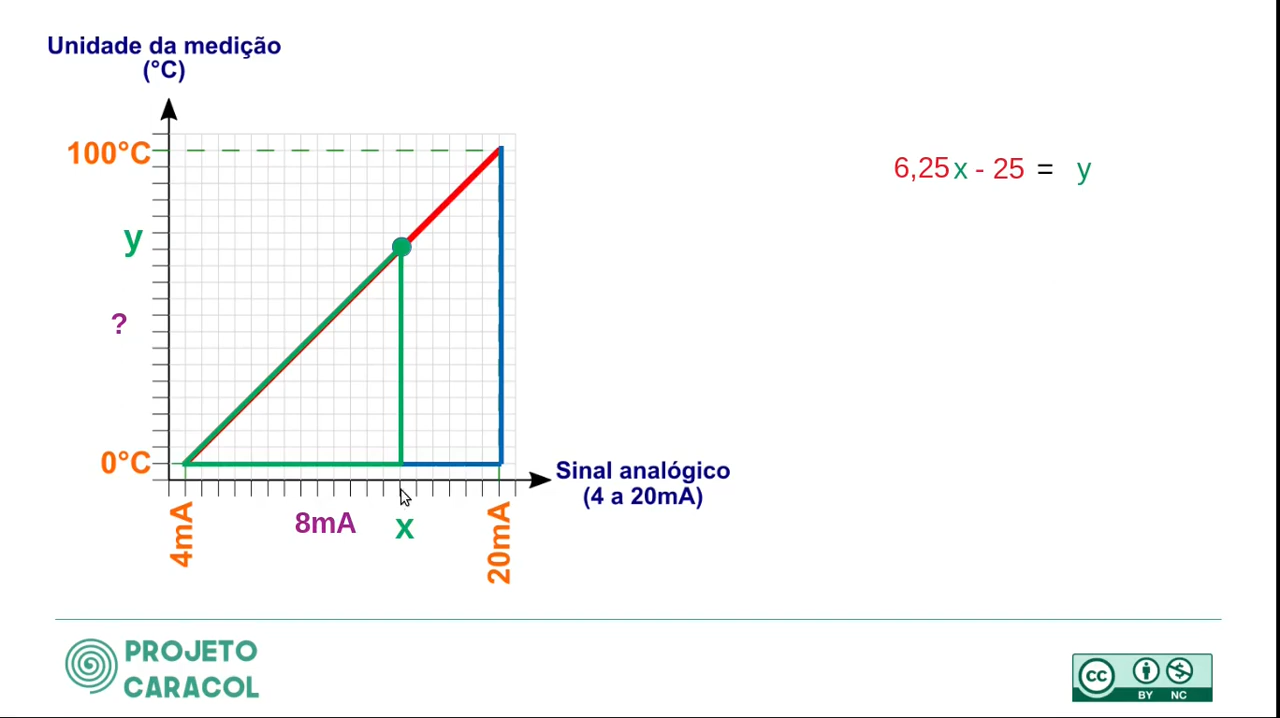 Unidade da medição
(°C)
100°C
6,25x - 25 = y
y
?
0°C
Sinal analógico
(4 a 20mA)
4mA
8mA
x
20mA
PROJETO
CARACOL
CC
BY NC